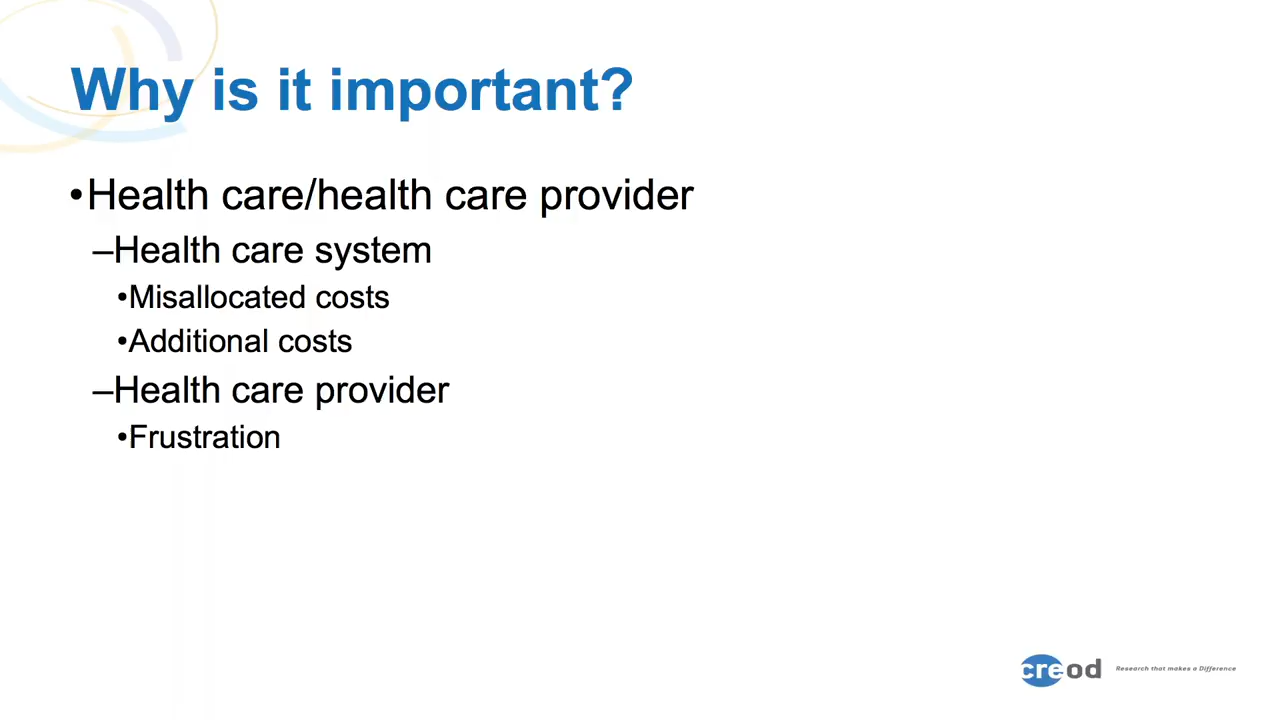 Why is it important?
•Health care/health care provider
–Health care system
•Misallocated costs
•Additional costs
–Health care provider
•Frustration
creod Research that makes a Difference